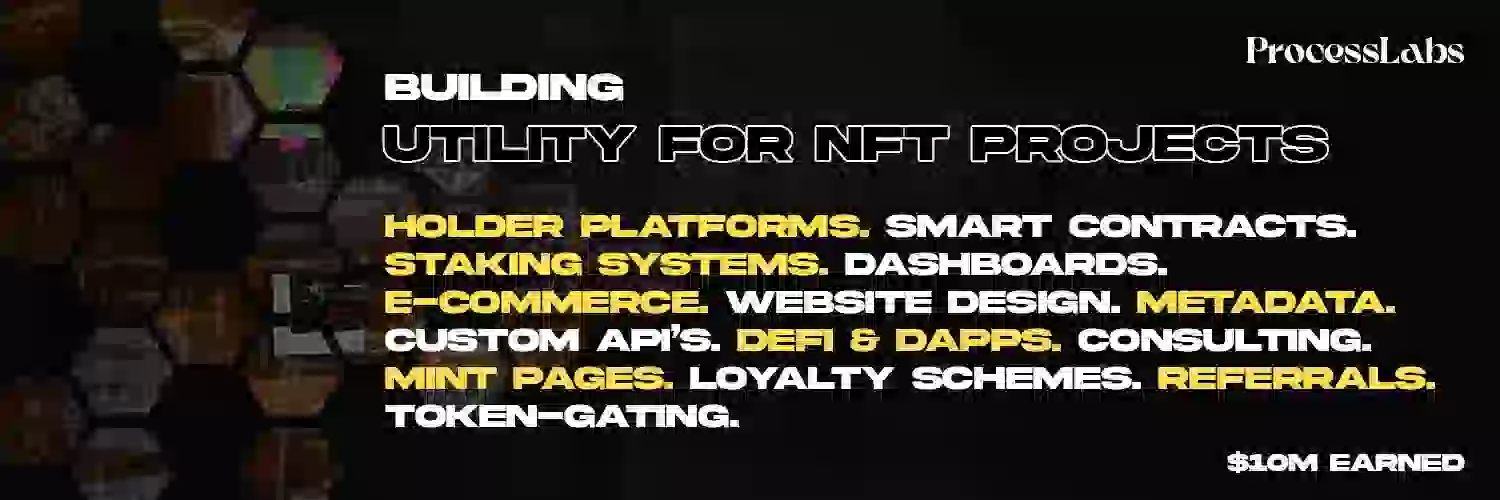 ProcessLabs
BUILDING
UTILITY FOR NFT PROJECTS
HOLDER PLATFORMS. SMART CONTRACTS.
STAKING SYSTEMS. DASHBOARDS.
E-COMMERCE. WEBSITE DESIGN. METADATA.
CUSTOM API'S. DEFI & DAPPS. CONSULTING.
MINT PAGES. LOYALTY SCHEMES. REFERRALS.
TOKEN-GATING.
$10M EARNED